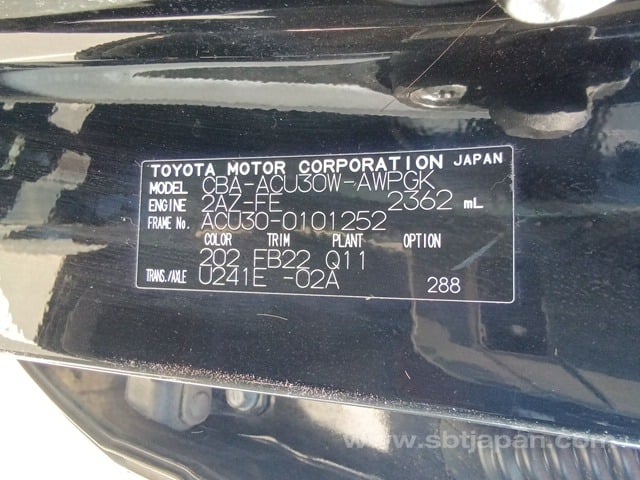 TOYOTA MOTOR CORPORATION JAPAN
MODEL CBA-ACU30W-AWPGK
ENGINE 2AZ-FE 2362 mL
FRAME No. ACU30-0101252
COLOR TRIM PLANT OPTION
202 FB22 Q11
TRANS./AXLE U241E -02A 288
www.sbtjapan.com